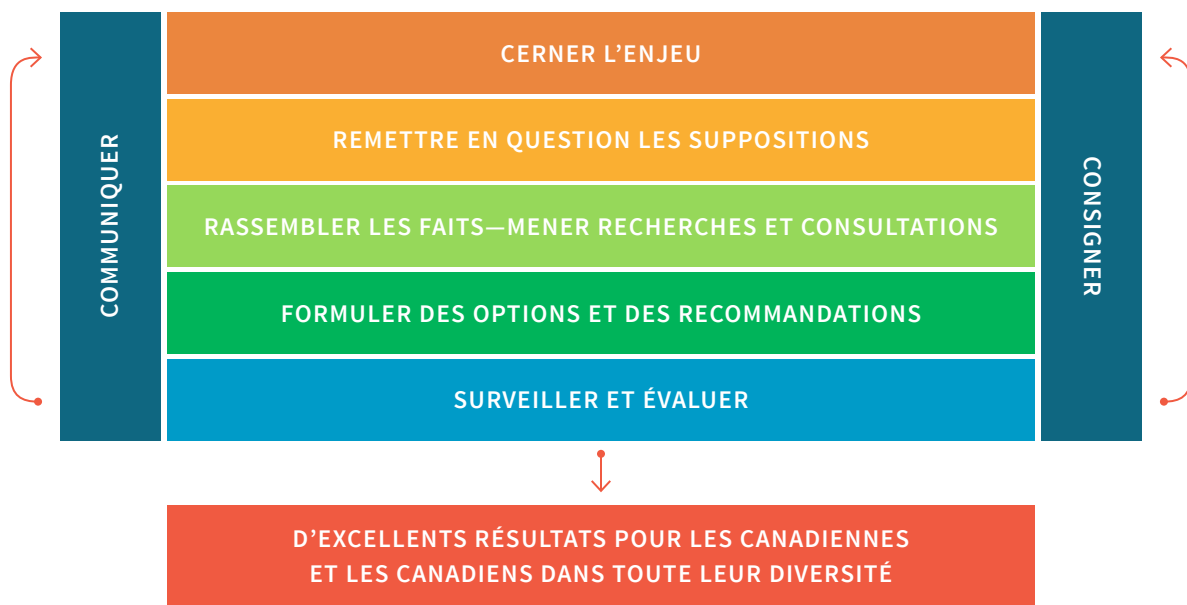 COMMUNIQUER
CERNER L’ENJEU
REMETTRE EN QUESTION LES SUPPOSITIONS
RASSEMBLER LES FAITS—MENER RECHERCHES ET CONSULTATIONS
FORMULER DES OPTIONS ET DES RECOMMANDATIONS
SURVEILLER ET ÉVALUER
CONSIGNER
D’EXCELLENTS RÉSULTATS POUR LES CANADIENNES
ET LES CANADIENS DANS TOUTE LEUR DIVERSITÉ